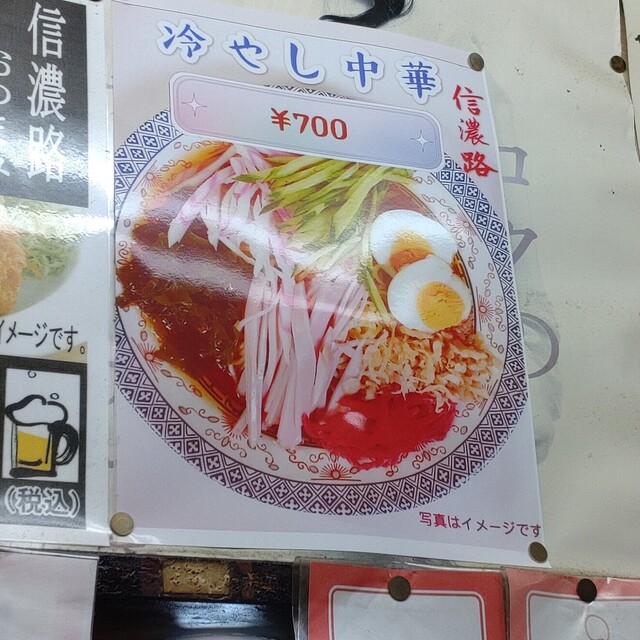 冷やし中華
¥700
信濃路
写真はイメージです
信濃路
イメージです。
(税込)